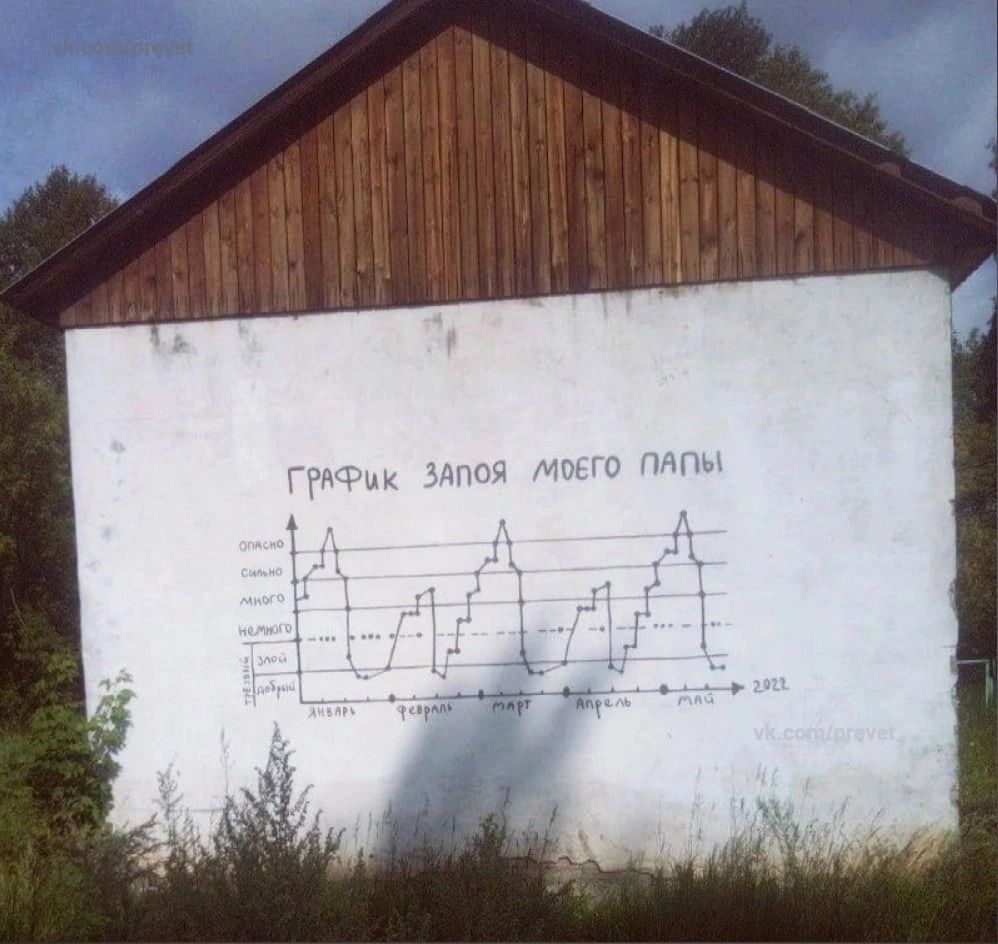 vk.com/prevet
ГРАФИК ЗАПОЯ МОЕГО ПАПЫ
ОПАСНО
СИЛЬНО
МНОГО
НЕМНОГО
ТРЕЗВЫЙ
ЗЛОЙ
ДОБРЫЙ
ЯНВАРЬ ФЕВРАЛЬ МАРТ АПРЕЛЬ МАЙ 2022
vk.com/prevet